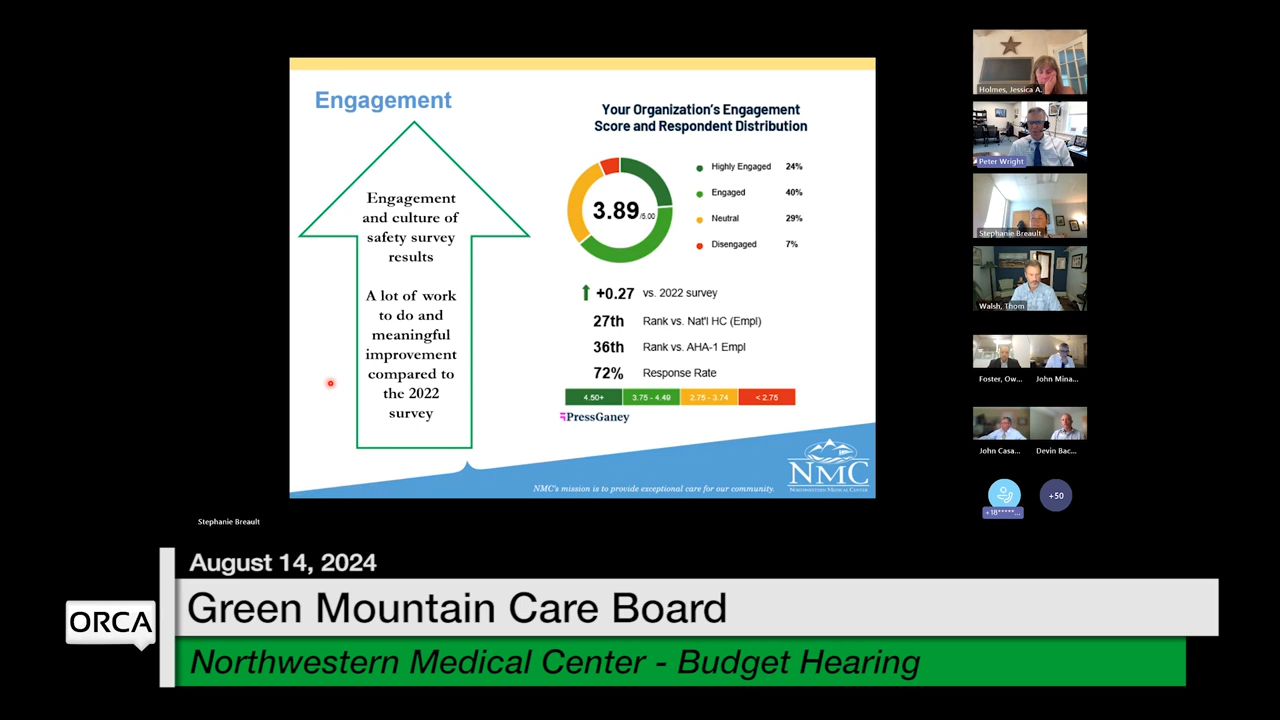 Engagement
Engagement
and culture of
safety survey
results
A lot of work
to do and
meaningful
improvement
compared to
the 2022
survey
Your Organization's Engagement
Score and Respondent Distribution
3.89/5.00
Highly Engaged 24%
Engaged 40%
Neutral 29%
Disengaged 7%
+0.27 vs. 2022 survey
27th Rank vs. Nat'l HC (Empl)
36th Rank vs. AHA-1 Empl
72% Response Rate
4.50+ 3.75 - 4.49 2.75 - 3.74 < 2.75
PressGaney
NMC's mission is to provide exceptional care for our community.
NMC
NORTHWESTERN MEDICAL CENTER
Holmes, Jessica A.
Peter Wright
Stephanie Breault
Walsh, Thom
Foster, Ow... John Mina...
John Casa... Devin Bac...
+18*****... +50
Stephanie Breault
August 14, 2024
ORCA
Green Mountain Care Board
Northwestern Medical Center - Budget Hearing